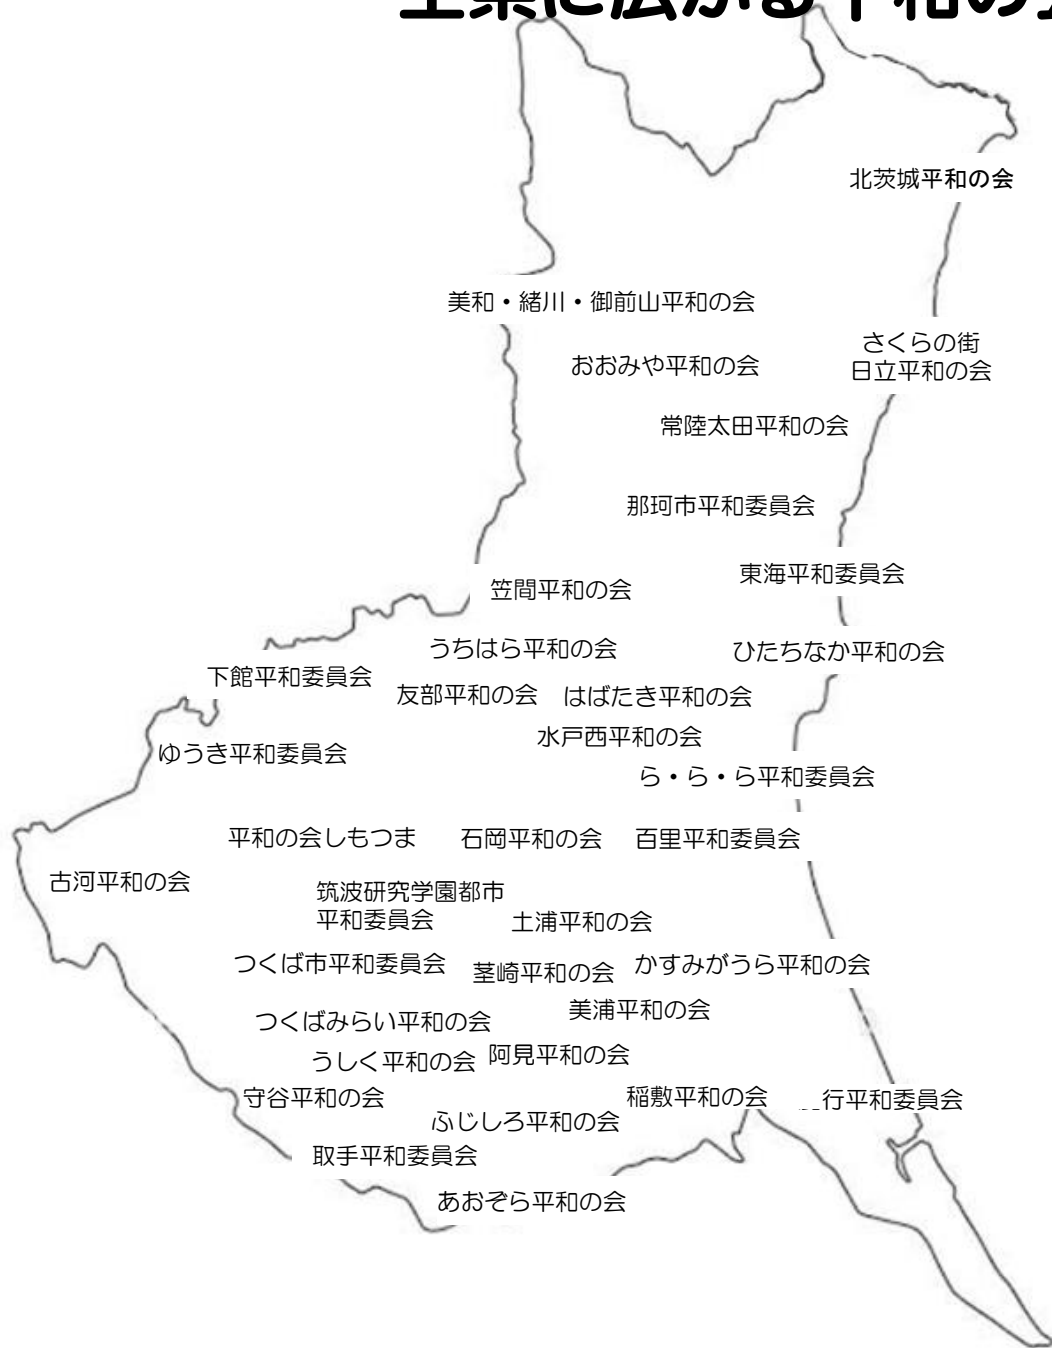 に広がる平和の会
北茨城平和の会
美和・緒川・御前山平和の会
さくらの街
日立平和の会
おおみや平和の会
常陸太田平和の会
那珂市平和委員会
東海平和委員会
笠間平和の会
うちはら平和の会
ひたちなか平和の会
下館平和委員会
友部平和の会
はばたき平和の会
水戸西平和の会
ゆうき平和委員会
ら・ら・ら平和委員会
平和の会しもつま
石岡平和の会
百里平和委員会
古河平和の会
筑波研究学園都市
平和委員会
土浦平和の会
つくば市平和委員会
茎崎平和の会
かすみがうら平和の会
美浦平和の会
つくばみらい平和の会
うしく平和の会
阿見平和の会
守谷平和の会
稲敷平和の会
行平和委員会
ふじしろ平和の会
取手平和委員会
あおぞら平和の会